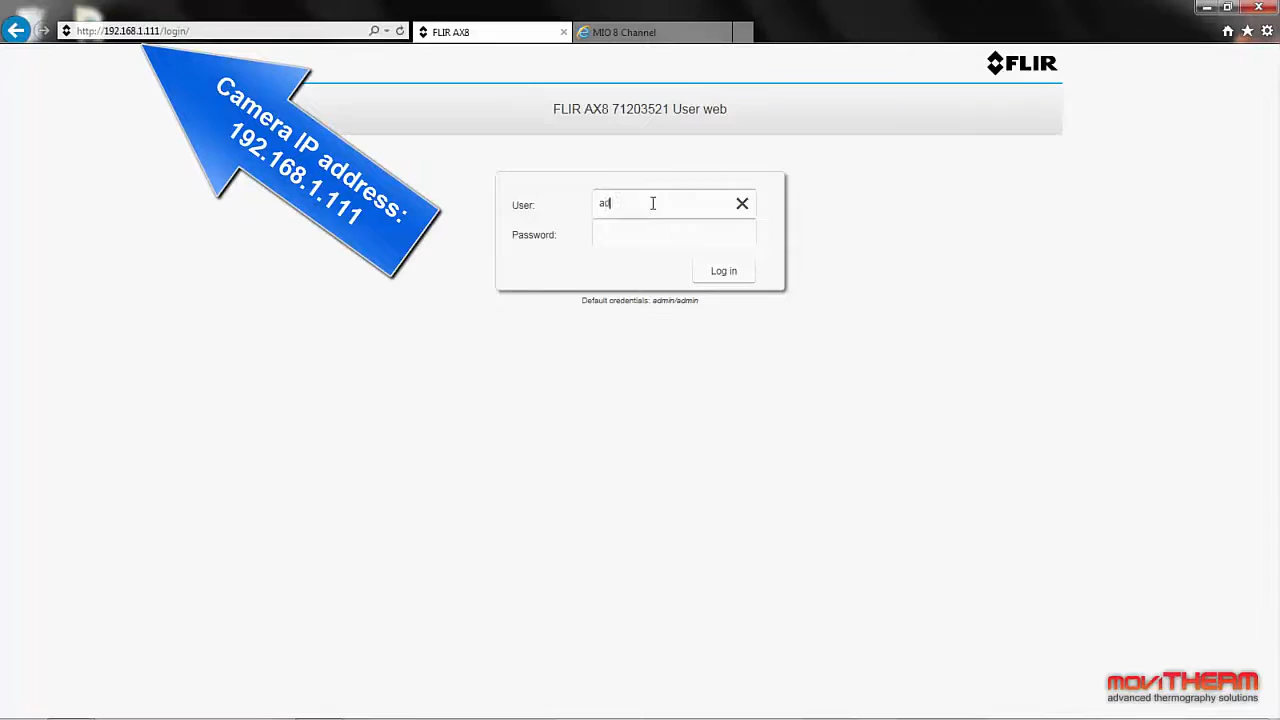 http://192.168.1.111/login/
FLIR AX8
MIO 8 Channel
FLIR
Camera IP address:
192.168.1.111
FLIR AX8 71203521 User web
User:
ad
Password:
Log in
Default credentials: admin/admin
moviTHERM
advanced thermography solutions